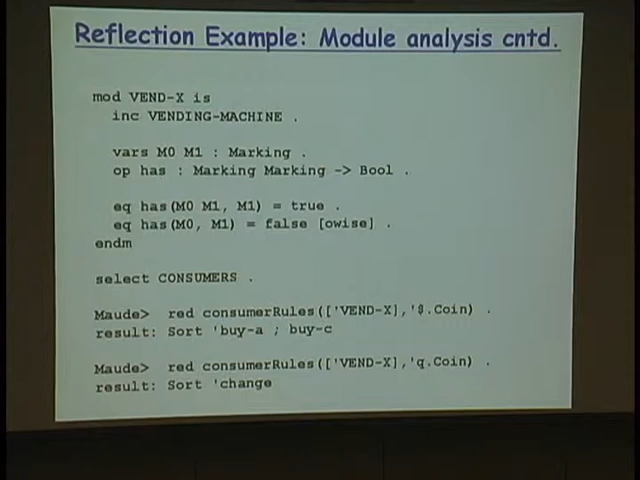 Reflection Example: Module analysis cntd.
mod VEND-X is
inc VENDING-MACHINE .
vars M0 M1 : Marking .
op has : Marking Marking -> Bool .
eq has(M0 M1, M1) = true .
eq has(M0, M1) = false [owise] .
endm
select CONSUMERS .
Maude> red consumerRules(['VEND-X],'$.Coin) .
result: Sort 'buy-a ; buy-c
Maude> red consumerRules(['VEND-X],'q.Coin) .
result: Sort 'change